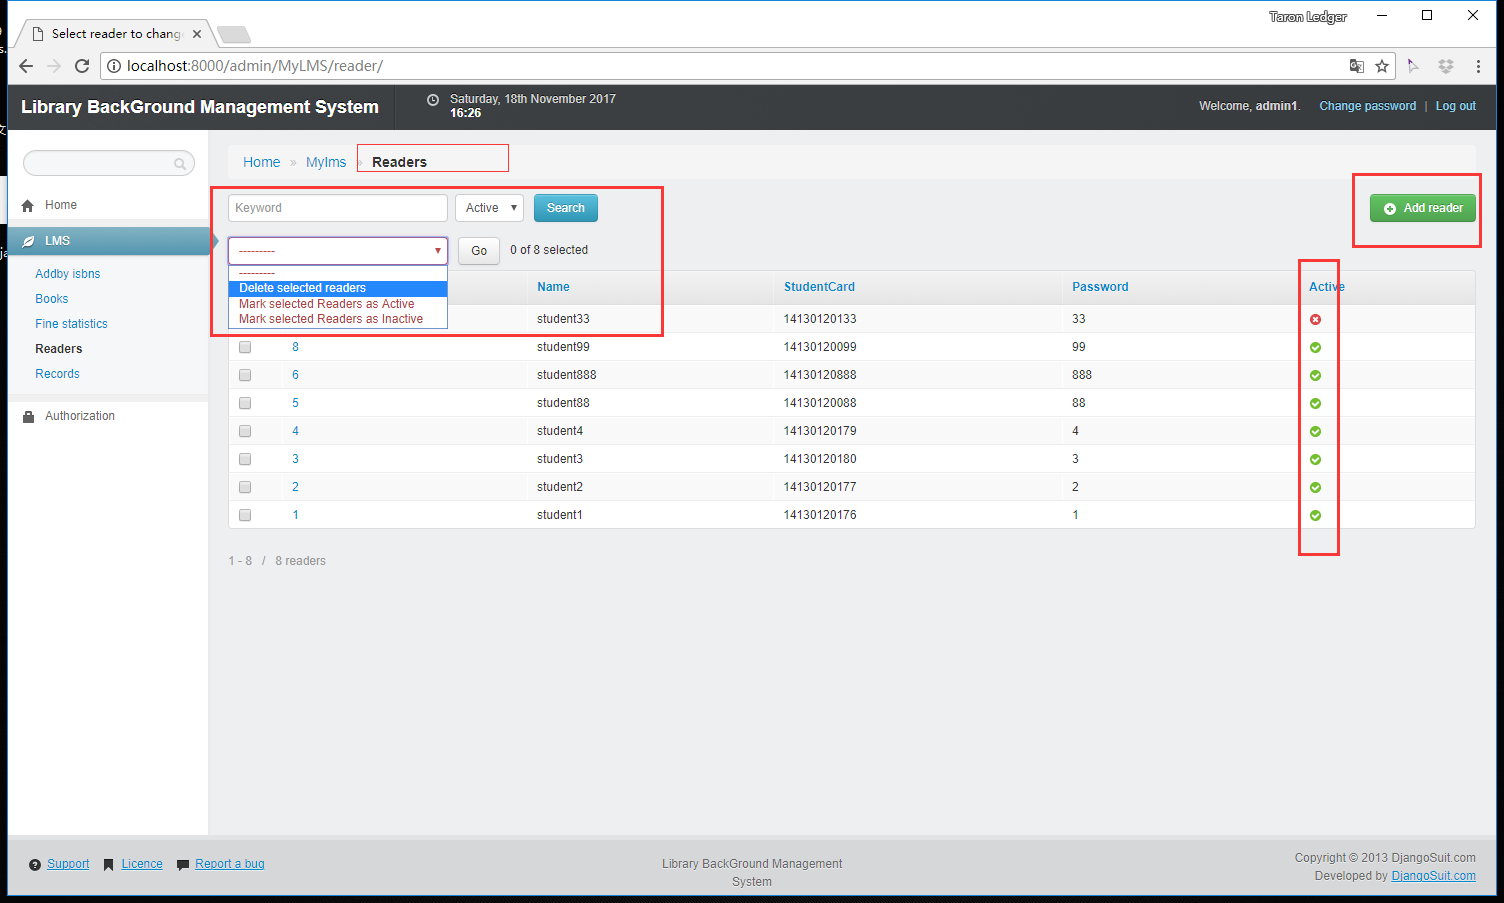 Taron Ledger
Select reader to chang
localhost:8000/admin/MyLMS/reader/
Library BackGround Management System
Saturday, 18th November 2017
16:26
Welcome, admin1. Change password | Log out
Home » Mylms » Readers
Home
LMS
Addby isbns
Books
Fine statistics
Readers
Records
Authorization
Keyword Active Search
Add reader
--------- Go 0 of 8 selected
---------
Delete selected readers
Mark selected Readers as Active
Mark selected Readers as Inactive
Name StudentCard Password Active
student33 14130120133 33
8 student99 14130120099 99
6 student888 14130120888 888
5 student88 14130120088 88
4 student4 14130120179 4
3 student3 14130120180 3
2 student2 14130120177 2
1 student1 14130120176 1
1 - 8 / 8 readers
Support Licence Report a bug
Library BackGround Management
System
Copyright © 2013 DjangoSuit.com
Developed by DjangoSuit.com